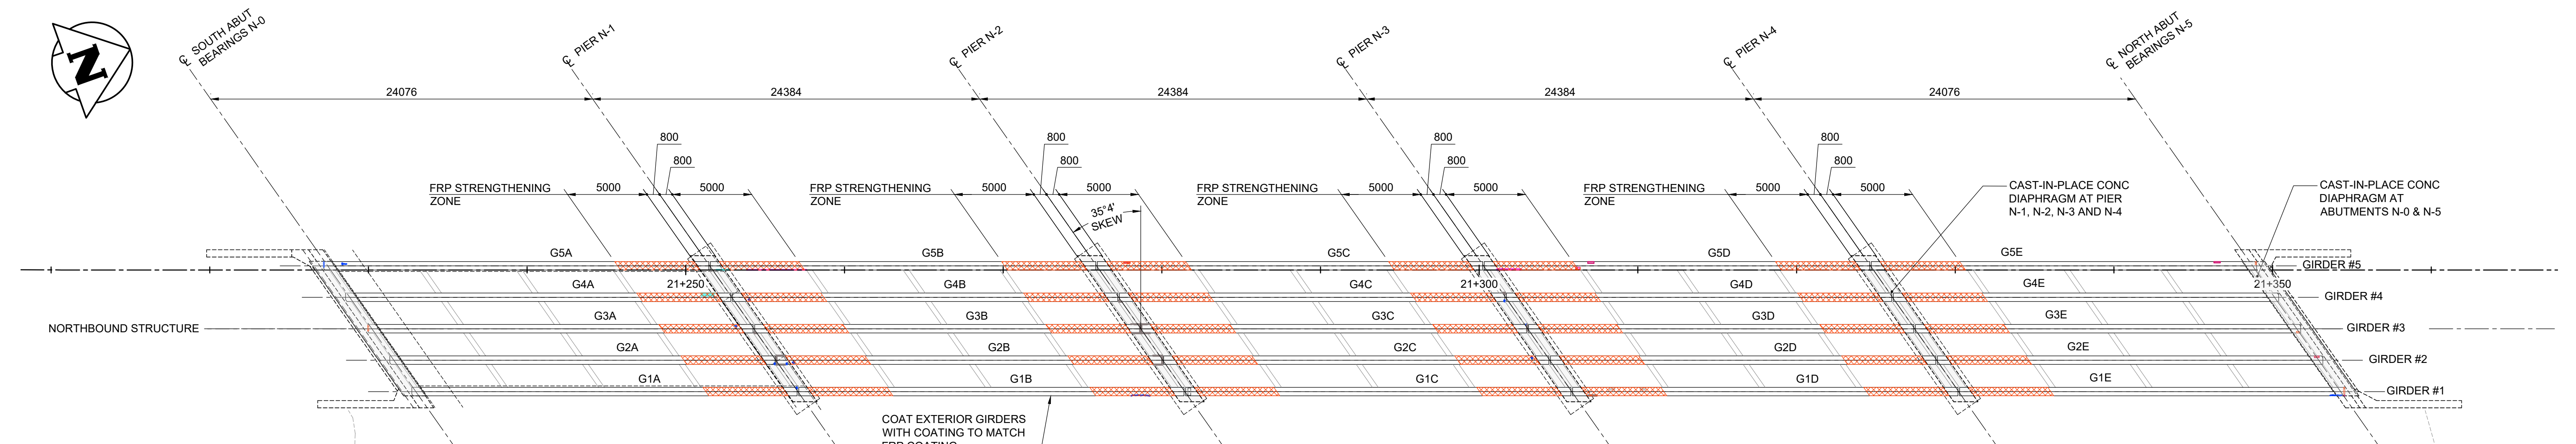 N
℄ SOUTH ABUT
BEARINGS N-0
℄ PIER N-1
℄ PIER N-2
℄ PIER N-3
℄ PIER N-4
℄ NORTH ABUT
BEARINGS N-5
24076
24384
24384
24384
24076
800
800
800
800
800
800
800
800
FRP STRENGTHENING
ZONE
5000
5000
FRP STRENGTHENING
ZONE
5000
5000
FRP STRENGTHENING
ZONE
5000
5000
FRP STRENGTHENING
ZONE
5000
5000
35°4'
SKEW
CAST-IN-PLACE CONC
DIAPHRAGM AT PIER
N-1, N-2, N-3 AND N-4
CAST-IN-PLACE CONC
DIAPHRAGM AT
ABUTMENTS N-0 & N-5
G5A
G5B
G5C
G5D
G5E
GIRDER #5
G4A
21+250
G4B
G4C
21+300
G4D
G4E
21+350
GIRDER #4
NORTHBOUND STRUCTURE
G3A
G3B
G3C
G3D
G3E
GIRDER #3
G2A
G2B
G2C
G2D
G2E
GIRDER #2
G1A
G1B
G1C
G1D
G1E
GIRDER #1
COAT EXTERIOR GIRDERS
WITH COATING TO MATCH
FRP COATING